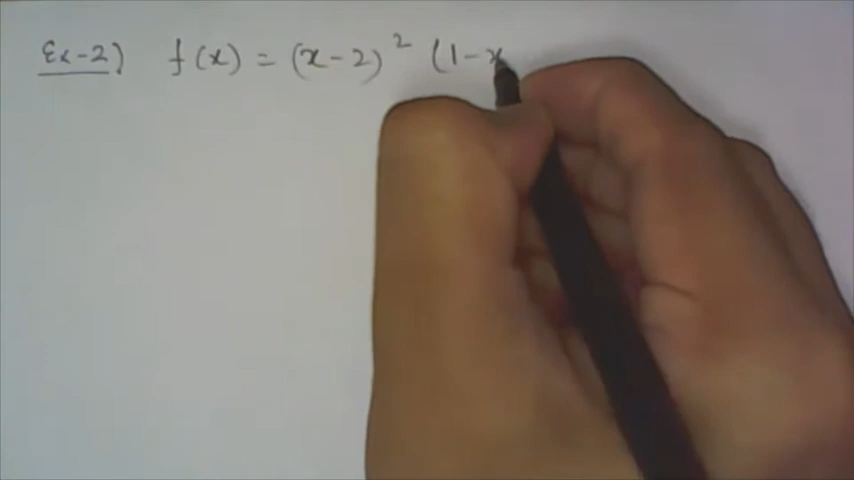 Ex-2) f(x) = (x-2)² (1-x